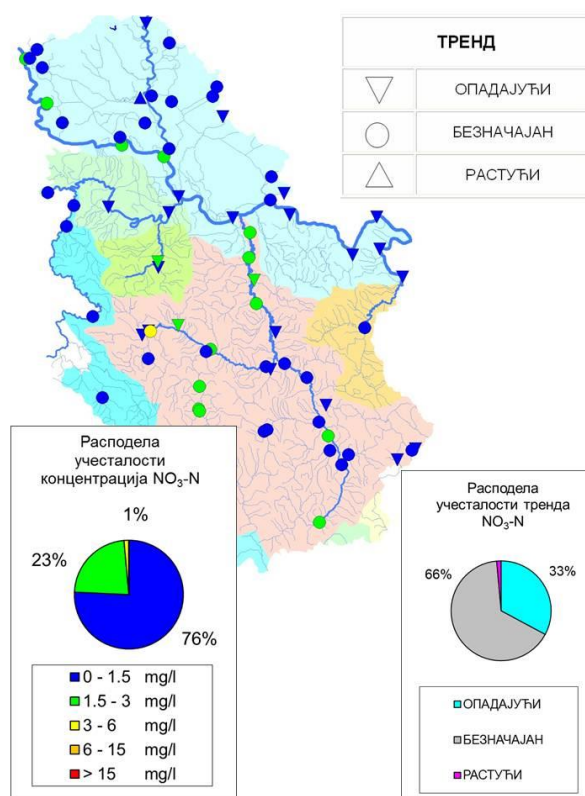 ТРЕНД
ОПАДАЈУЋИ
БЕЗНАЧАЈАН
РАСТУЋИ
Расподела
учесталости
концентрација NO₃-N
1%
23%
76%
0 - 1.5 mg/l
1.5 - 3 mg/l
3 - 6 mg/l
6 - 15 mg/l
> 15 mg/l
Расподела
учесталости тренда
NO₃-N
66%
33%
ОПАДАЈУЋИ
БЕЗНАЧАЈАН
РАСТУЋИ